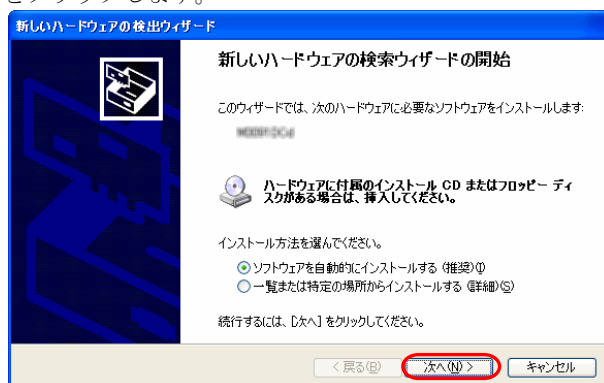 をクリックします。
新しいハードウェアの検出ウィザード
新しいハードウェアの検索ウィザードの開始
このウィザードでは、次のハードウェアに必要なソフトウェアをインストールします:
ハードウェアに付属のインストール CD またはフロッピー ディ
スクがある場合は、挿入してください。
インストール方法を選んでください。
ソフトウェアを自動的にインストールする (推奨)(I)
一覧または特定の場所からインストールする (詳細)(S)
続行するには、[次へ] をクリックしてください。
< 戻る(B) 次へ(N) > キャンセル